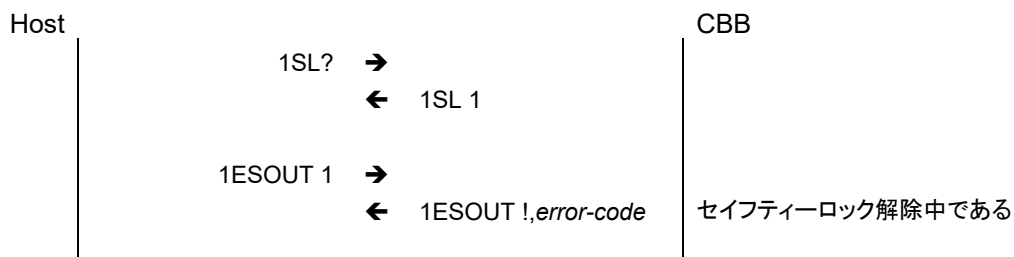 Host CBB
1SL? ➔
🡨 1SL 1
1ESOUT 1 ➔
🡨 1ESOUT !,error-code セイフティーロック解除中である